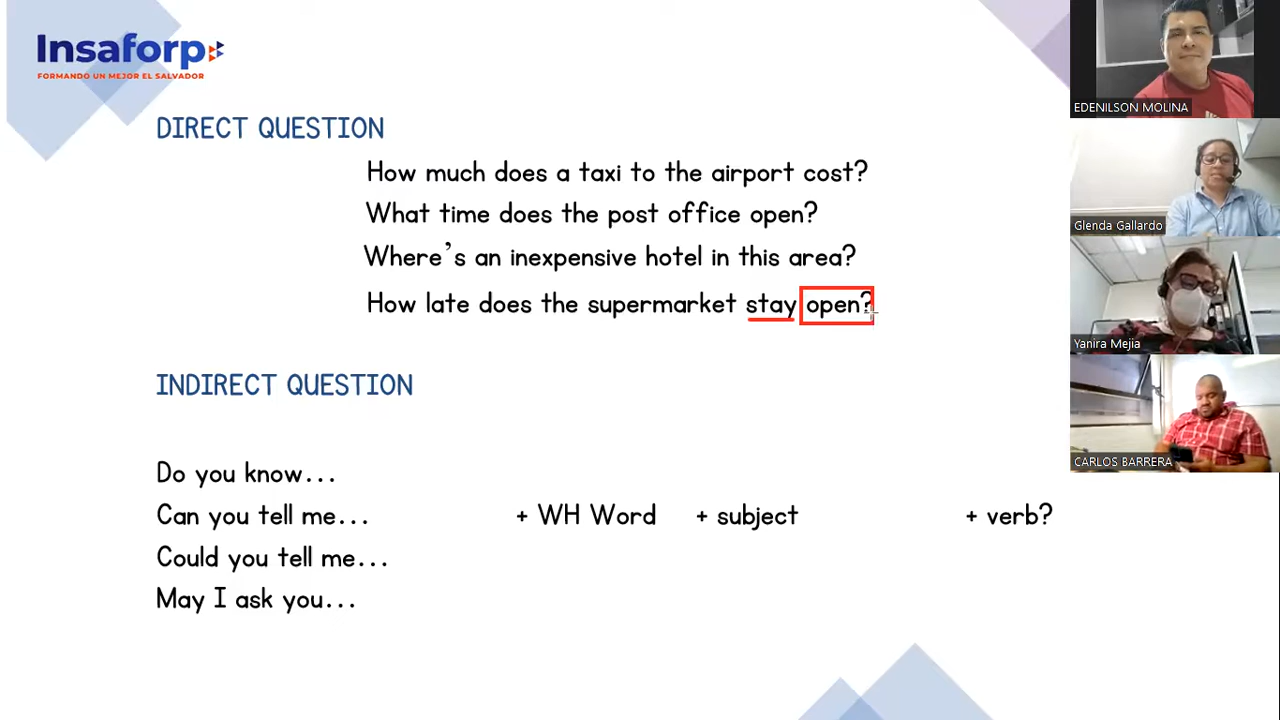 Insaforp
FORMANDO UN MEJOR EL SALVADOR
DIRECT QUESTION
How much does a taxi to the airport cost?
What time does the post office open?
Where's an inexpensive hotel in this area?
How late does the supermarket stay open?
INDIRECT QUESTION
Do you know...
Can you tell me... + WH Word + subject + verb?
Could you tell me...
May I ask you...
EDENILSON MOLINA
Glenda Gallardo
Yanira Mejia
CARLOS BARRERA